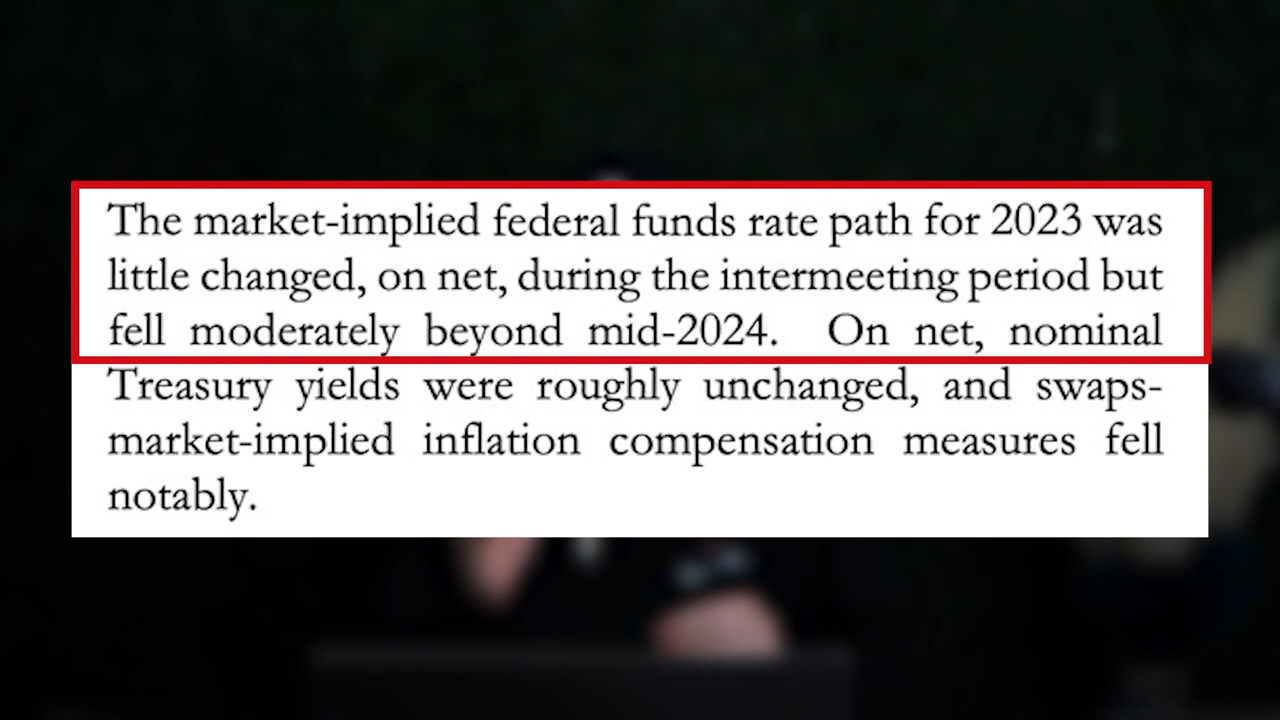 The market-implied federal funds rate path for 2023 was
little changed, on net, during the intermeeting period but
fell moderately beyond mid-2024.  On net, nominal
Treasury yields were roughly unchanged, and swaps-
market-implied inflation compensation measures fell
notably.